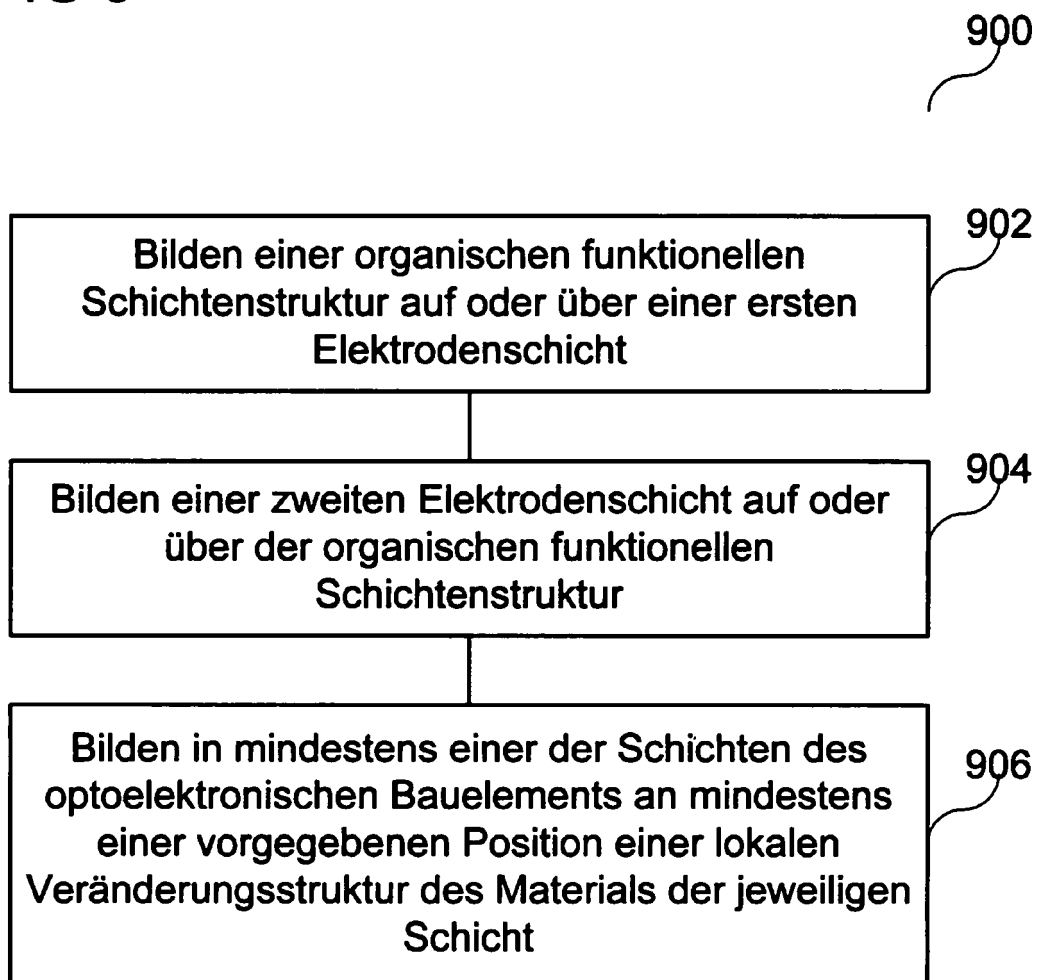 900
902
Bilden einer organischen funktionellen
Schichtenstruktur auf oder über einer ersten
Elektrodenschicht
904
Bilden einer zweiten Elektrodenschicht auf oder
über der organischen funktionellen
Schichtenstruktur
906
Bilden in mindestens einer der Schichten des
optoelektronischen Bauelements an mindestens
einer vorgegebenen Position einer lokalen
Veränderungsstruktur des Materials der jeweiligen
Schicht